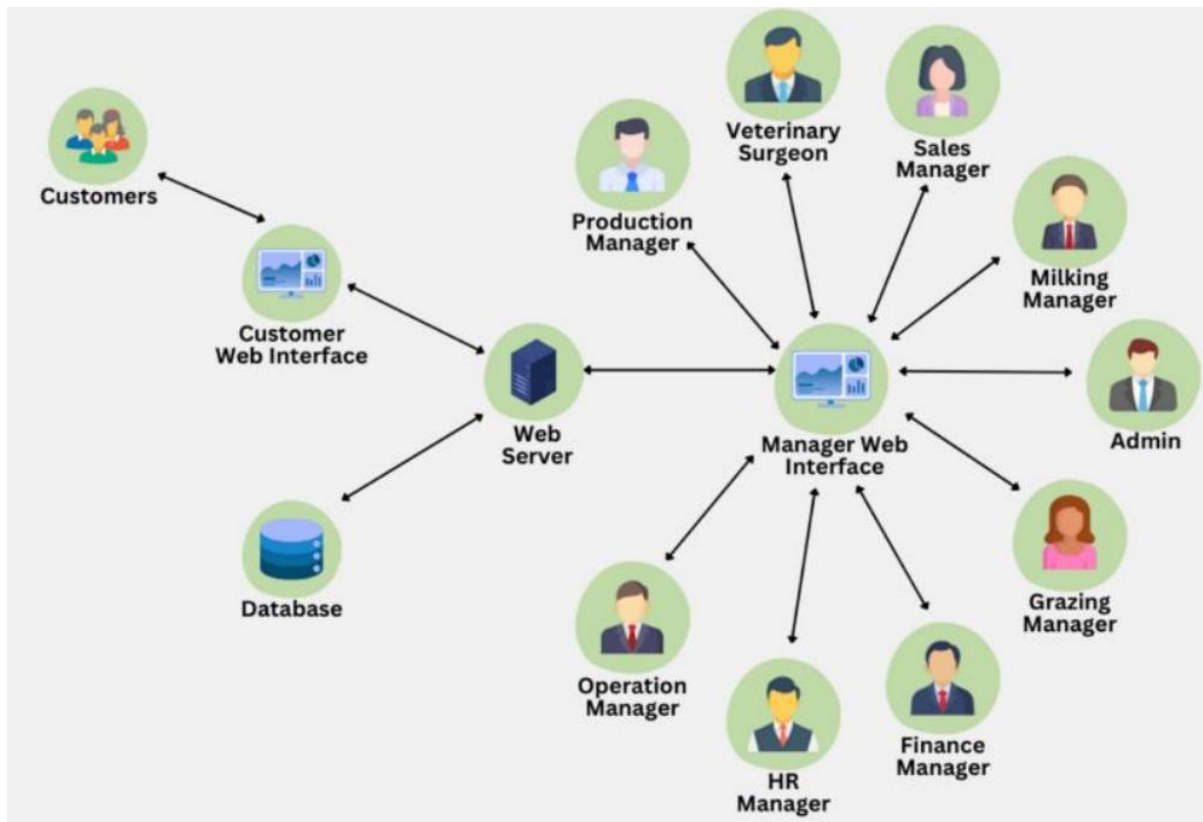 Customers
Customer
Web Interface
Database
Web
Server
Production
Manager
Veterinary
Surgeon
Sales
Manager
Milking
Manager
Admin
Manager Web
Interface
Grazing
Manager
Operation
Manager
HR
Manager
Finance
Manager